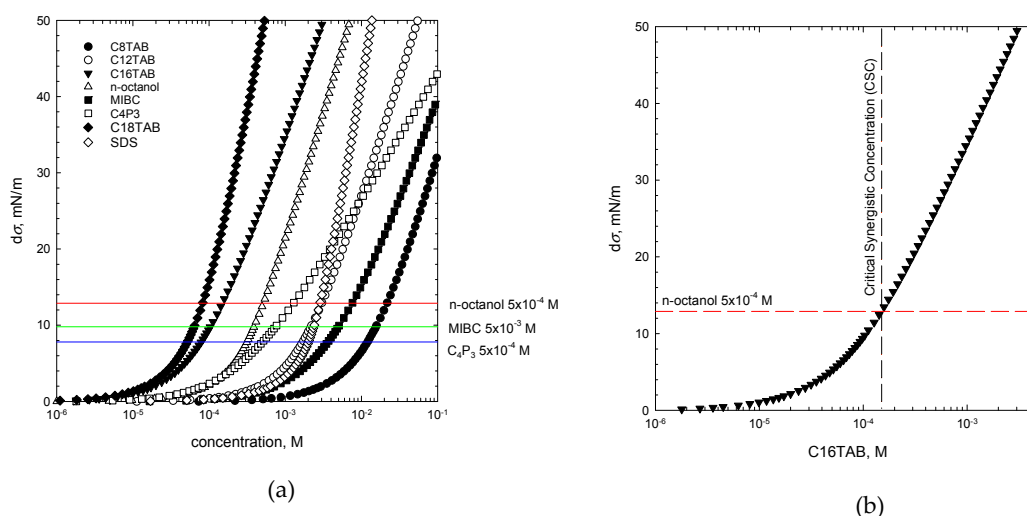 50
40
30
20
10
0
dσ, mN/m
C8TAB
C12TAB
C16TAB
n-octanol
MIBC
C4P3
C18TAB
SDS
n-octanol 5x10⁻⁴ M
MIBC 5x10⁻³ M
C₄P₃ 5x10⁻⁴ M
10⁻⁶ 10⁻⁵ 10⁻⁴ 10⁻³ 10⁻² 10⁻¹
concentration, M
(a)
50
40
30
20
10
0
dσ, mN/m
Critical Synergistic Concentration (CSC)
n-octanol 5x10⁻⁴ M
10⁻⁶ 10⁻⁵ 10⁻⁴ 10⁻³
C16TAB, M
(b)